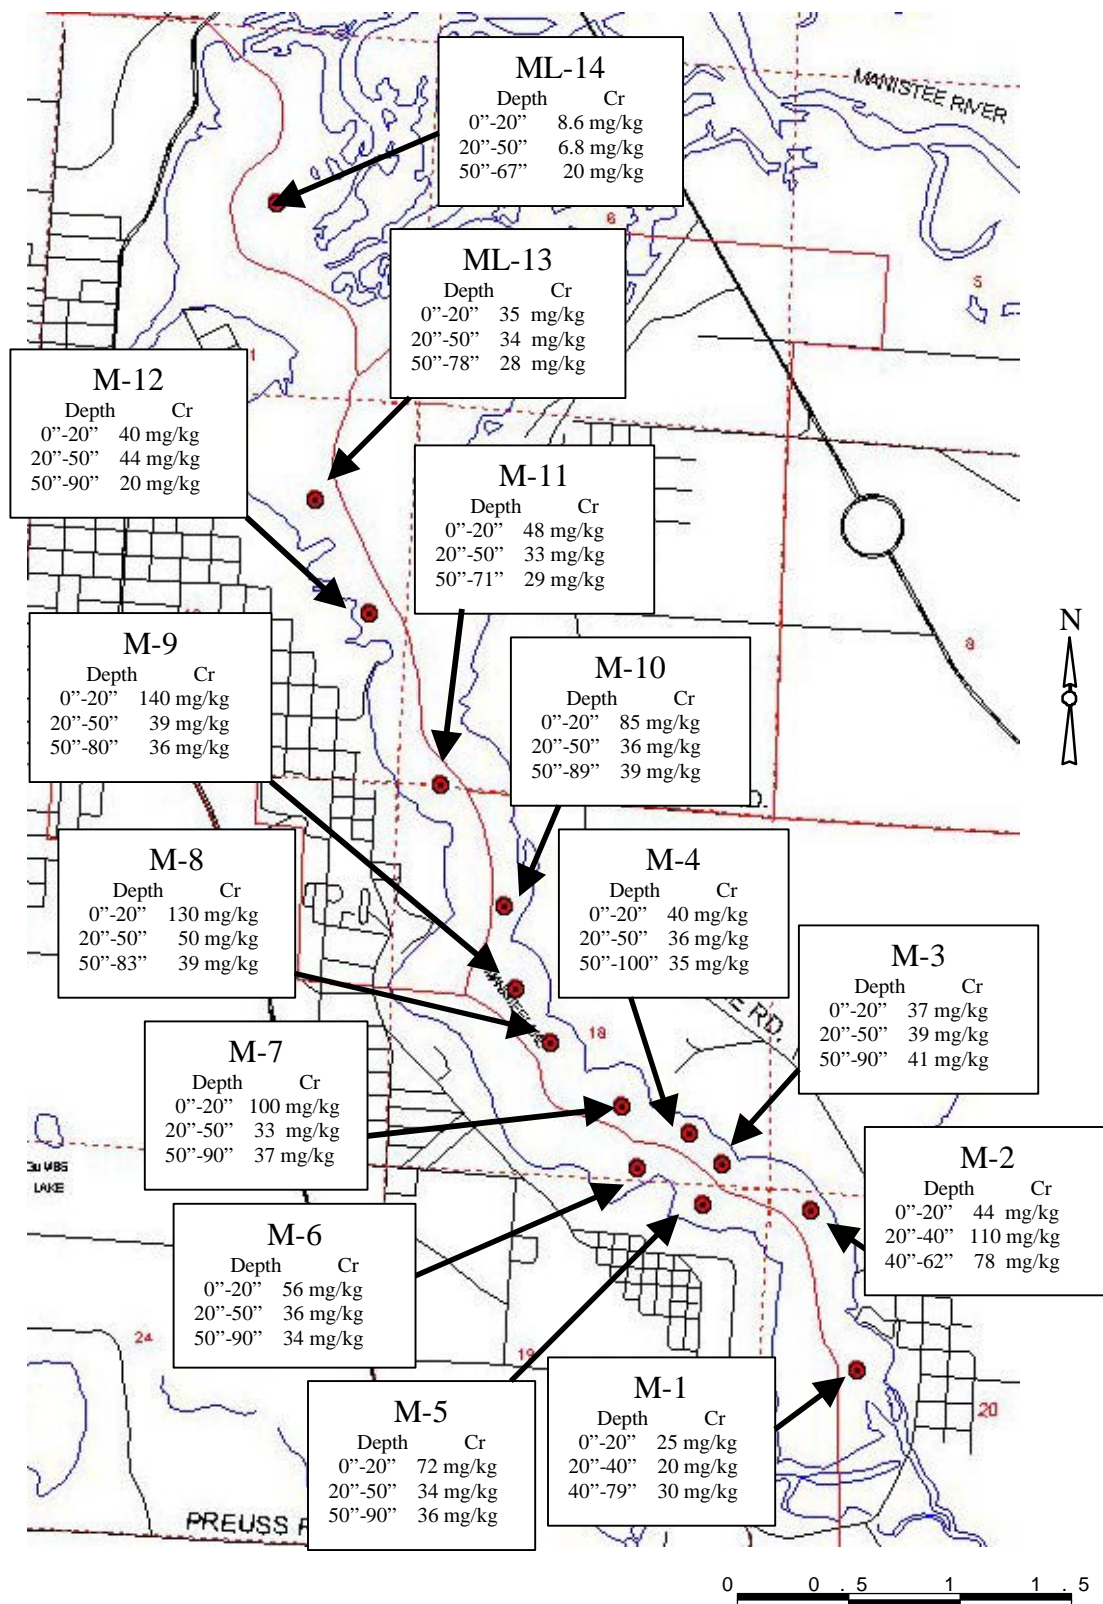 ML-14
Depth Cr
0”-20” 8.6 mg/kg
20”-50” 6.8 mg/kg
50”-67” 20 mg/kg
MANISTEE RIVER
6
5
ML-13
Depth Cr
0”-20” 35 mg/kg
20”-50” 34 mg/kg
50”-78” 28 mg/kg
1
M-12
Depth Cr
0”-20” 40 mg/kg
20”-50” 44 mg/kg
50”-90” 20 mg/kg
M-11
Depth Cr
0”-20” 48 mg/kg
20”-50” 33 mg/kg
50”-71” 29 mg/kg
N
8
M-9
Depth Cr
0”-20” 140 mg/kg
20”-50” 39 mg/kg
50”-80” 36 mg/kg
M-10
Depth Cr
0”-20” 85 mg/kg
20”-50” 36 mg/kg
50”-89” 39 mg/kg
M-8
Depth Cr
0”-20” 130 mg/kg
20”-50” 50 mg/kg
50”-83” 39 mg/kg
M-4
Depth Cr
0”-20” 40 mg/kg
20”-50” 36 mg/kg
50”-100” 35 mg/kg
M-3
Depth Cr
0”-20” 37 mg/kg
20”-50” 39 mg/kg
50”-90” 41 mg/kg
RD.
18
M-7
Depth Cr
0”-20” 100 mg/kg
20”-50” 33 mg/kg
50”-90” 37 mg/kg
LAKE
M-2
Depth Cr
0”-20” 44 mg/kg
20”-40” 110 mg/kg
40”-62” 78 mg/kg
M-6
Depth Cr
0”-20” 56 mg/kg
20”-50” 36 mg/kg
50”-90” 34 mg/kg
24
19
M-5
Depth Cr
0”-20” 72 mg/kg
20”-50” 34 mg/kg
50”-90” 36 mg/kg
M-1
Depth Cr
0”-20” 25 mg/kg
20”-40” 20 mg/kg
40”-79” 30 mg/kg
20
PREUSS
0 0.5 1 1.5